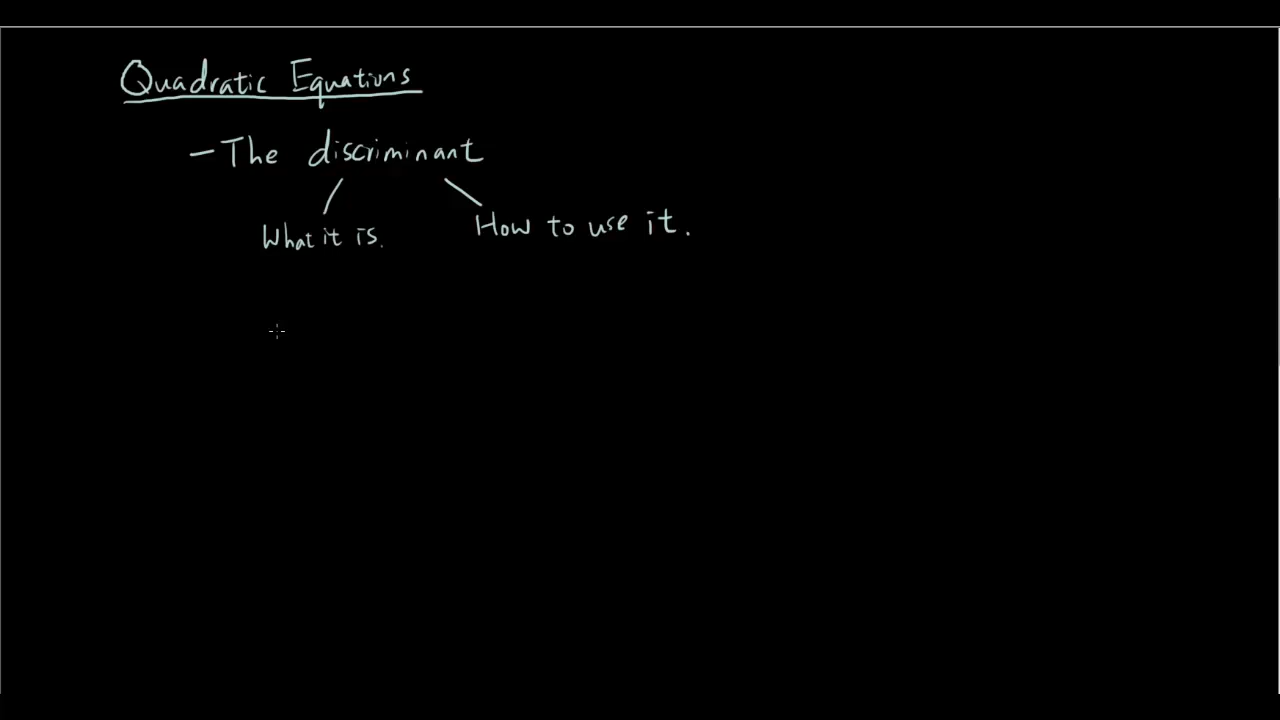 Quadratic Equations
- The discriminant
What it is. How to use it.